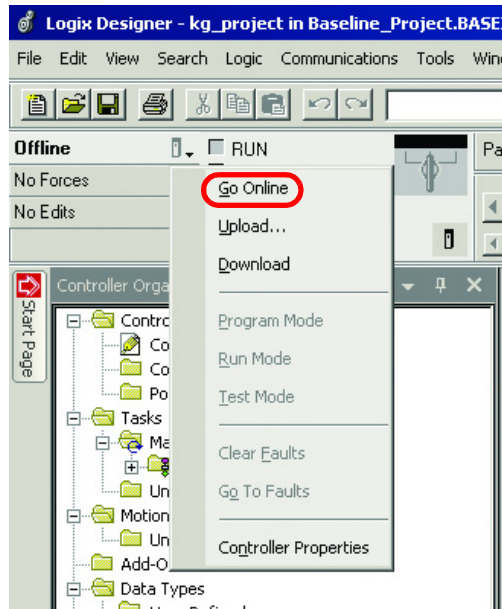 Logix Designer - kg_project in Baseline_Project.BASE
File Edit View Search Logic Communications Tools Win
Offline RUN
No Forces
No Edits
Pa
Go Online
Upload...
Download
Program Mode
Run Mode
Test Mode
Clear Faults
Go To Faults
Controller Properties
Start Page
Controller Orga
Contro
Co
Co
Po
Tasks
Ma
Un
Motion
Un
Add-O
Data Types